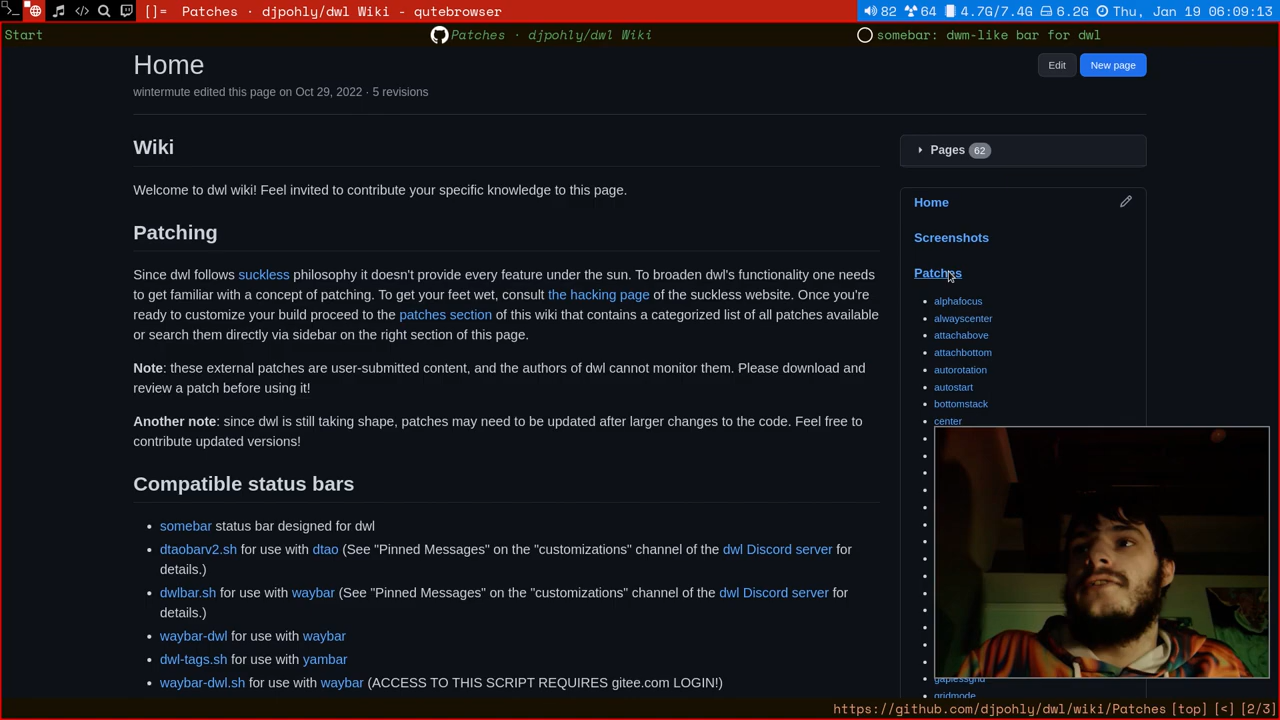 []= Patches · djpohly/dwl Wiki - qutebrowser
82 64 4.7G/7.4G 6.2G Thu, Jan 19 06:09:13
Start
Patches · djpohly/dwl Wiki
somebar: dwm-like bar for dwl
Home
Edit
New page
wintermute edited this page on Oct 29, 2022 · 5 revisions
Wiki
Welcome to dwl wiki! Feel invited to contribute your specific knowledge to this page.
Patching
Since dwl follows suckless philosophy it doesn't provide every feature under the sun. To broaden dwl's functionality one needs
to get familiar with a concept of patching. To get your feet wet, consult the hacking page of the suckless website. Once you're
ready to customize your build proceed to the patches section of this wiki that contains a categorized list of all patches available
or search them directly via sidebar on the right section of this page.
Note: these external patches are user-submitted content, and the authors of dwl cannot monitor them. Please download and
review a patch before using it!
Another note: since dwl is still taking shape, patches may need to be updated after larger changes to the code. Feel free to
contribute updated versions!
Compatible status bars
• somebar status bar designed for dwl
• dtaobarv2.sh for use with dtao (See "Pinned Messages" on the "customizations" channel of the dwl Discord server for
details.)
• dwlbar.sh for use with waybar (See "Pinned Messages" on the "customizations" channel of the dwl Discord server for
details.)
• waybar-dwl for use with waybar
• dwl-tags.sh for use with yambar
• waybar-dwl.sh for use with waybar (ACCESS TO THIS SCRIPT REQUIRES gitee.com LOGIN!)
Pages 62
Home
Screenshots
Patches
• alphafocus
• alwayscenter
• attachabove
• attachbottom
• autorotation
• autostart
• bottomstack
• center
• gaplessgrid
• gridmode
https://github.com/djpohly/dwl/wiki/Patches [top] [<] [2/3]